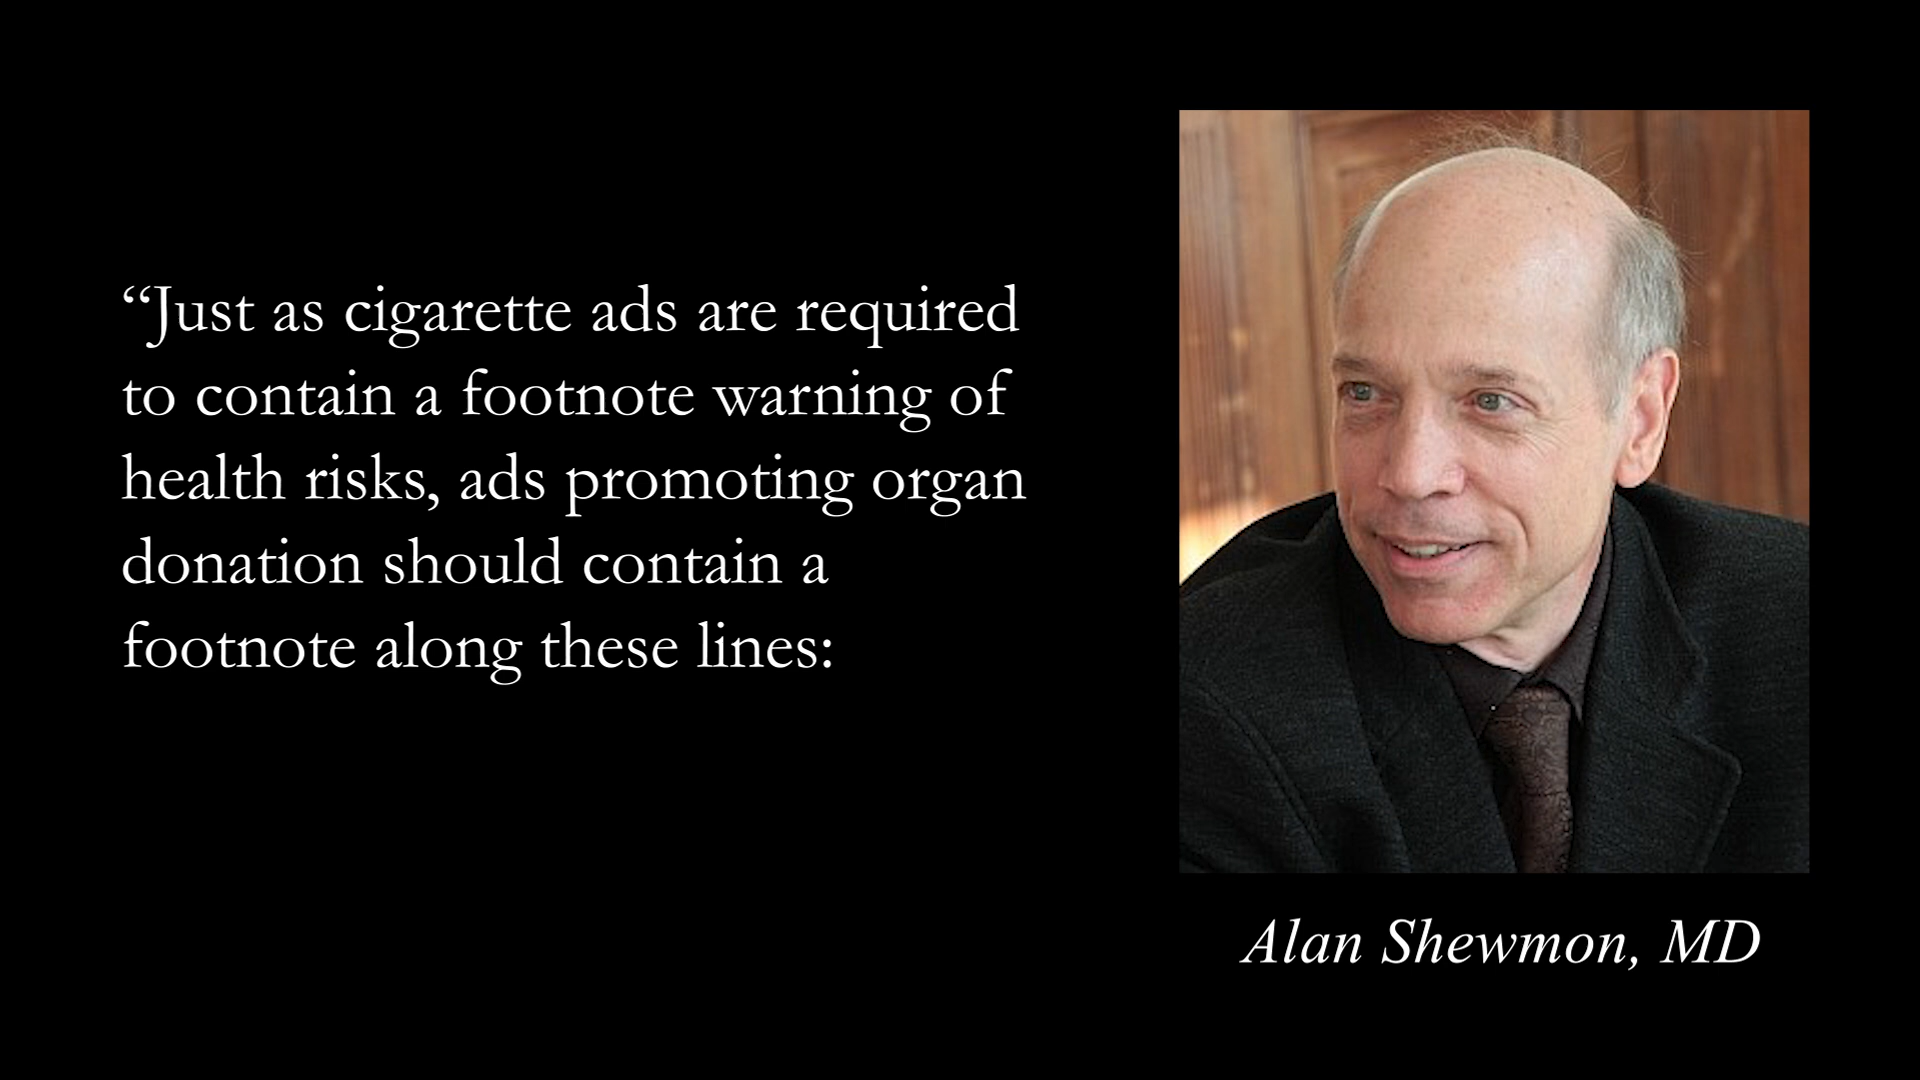 “Just as cigarette ads are required
to contain a footnote warning of
health risks, ads promoting organ
donation should contain a
footnote along these lines:
Alan Shewmon, MD